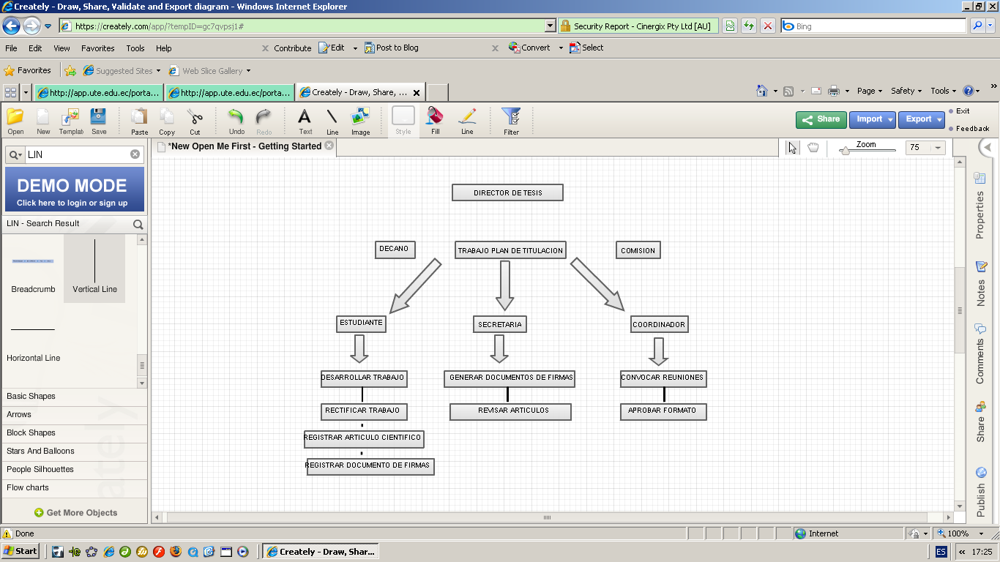 Creately - Draw, Share, Validate and Export diagram - Windows Internet Explorer
https://creately.com/app/?tempID=gc7qvpsj1# Security Report - Cinergix Pty Ltd [AU] Bing
File Edit View Favorites Tools Help Contribute Edit Post to Blog Convert Select
Favorites Suggested Sites Web Slice Gallery
http://app.ute.edu.ec/porta... http://app.ute.edu.ec/porta... Creately - Draw, Share, ... Page Safety Tools
Open New Templat Save Paste Copy Cut Undo Redo Text Line Image Style Fill Line Filter Share Import Export Exit
Feedback
LIN *New Open Me First - Getting Started Zoom 75
DEMO MODE
Click here to login or sign up
LIN - Search Result
Breadcrumb Vertical Line
Horizontal Line
Basic Shapes
Arrows
Block Shapes
Stars And Balloons
People Silhouettes
Flow charts
Get More Objects
DIRECTOR DE TESIS
DECANO TRABAJO PLAN DE TITULACION COMISION
ESTUDIANTE SECRETARIA COORDINADOR
DESARROLLAR TRABAJO GENERAR DOCUMENTOS DE FIRMAS CONVOCAR REUNIONES
RECTIFICAR TRABAJO REVISAR ARTICULOS APROBAR FORMATO
REGISTRAR ARTICULO CIENTIFICO
REGISTRAR DOCUMENTO DE FIRMAS
Properties
Notes
Comments
Share
Publish
Done Internet 100%
Start Creately - Draw, Shar... ES 17:25